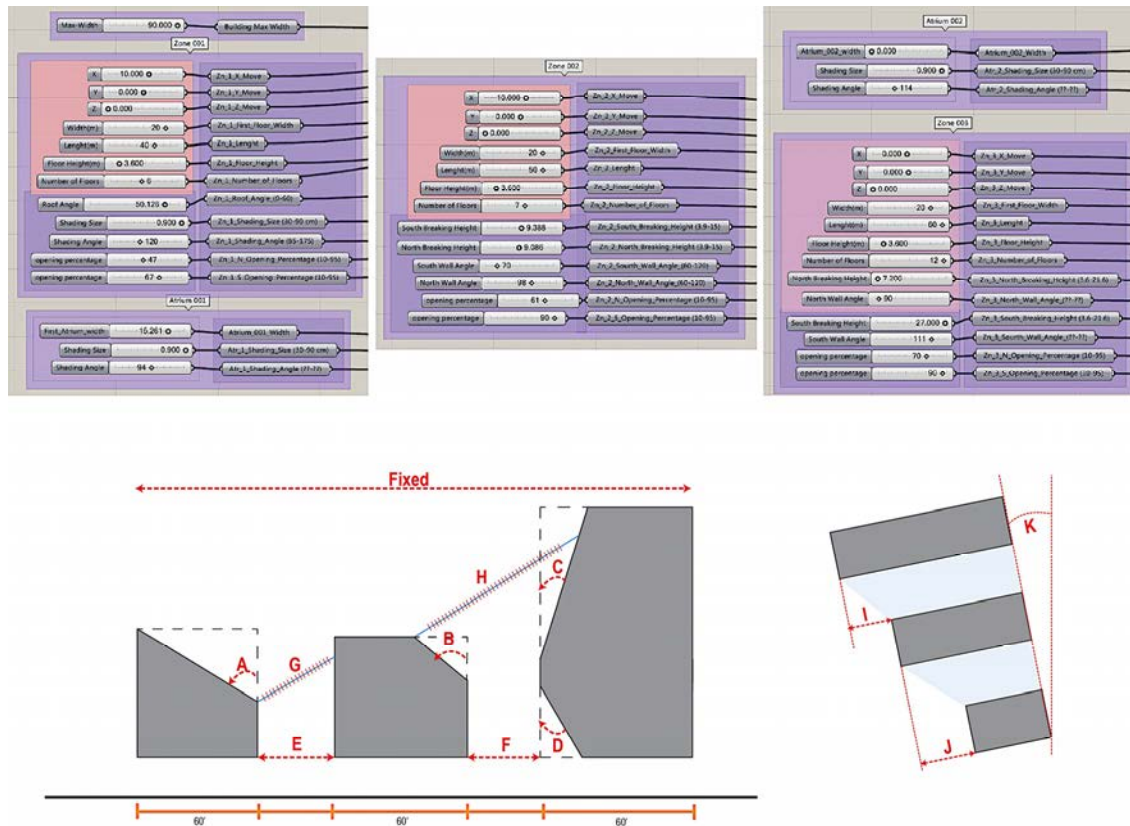 Max-Width 90.000 Building Max Width
Zone 001
X 10.000 Zn_1_X_Move
Y 0.000 Zn_1_Y_Move
Z 0.000 Zn_1_Z_Move
Width(m) 20 Zn_1_First_Floor_Width
Lenght(m) 40 Zn_1_Lenght
Floor Height(m) 3.600 Zn_1_Floor_Height
Number of Floors 6 Zn_1_Number_of_Floors
Roof Angle Zn_1_Roof_Angle (0-60)
Shading Size 0.900 Zn_1_Shading_Size (30-90 cm)
Shading Angle 120 Zn_1_Shading_Angle
opening percentage 47 Zn_1_N_Opening_Percentage (10-95)
opening percentage 67 Zn_1_S_Opening_Percentage (10-95)
Atrium 001
First_Atrium_width 15.261 Atrium_001_Width
Shading Size 0.900 Atr_1_Shading_Size (30-90 cm)
Shading Angle 94 Atr_1_Shading_Angle (??-??)
Zone 002
X 10.000 Zn_2_X_Move
Y 0.000 Zn_2_Y_Move
Z 0.000 Zn_2_Z_Move
Width(m) 20 Zn_2_First_Floor_Width
Lenght(m) 50 Zn_2_Lenght
Floor Height(m) 3.600 Zn_2_Floor_Height
Number of Floors 7 Zn_2_Number_of_Floors
South Breaking Height 9.388 Zn_2_South_Breaking_Height (3.9-15)
North Breaking Height 9.086 Zn_2_North_Breaking_Height (3.9-15)
South Wall Angle 70 Zn_2_South_Wall_Angle (60-120)
North Wall Angle 98 Zn_2_North_Wall_Angle (60-120)
opening percentage 61 Zn_2_N_Opening_Percentage (10-95)
opening percentage 90 Zn_2_S_Opening_Percentage (10-95)
Atrium 002
Atrium_002_width 0.000 Atrium_002_Width
Shading Size 0.900 Atr_2_Shading_Size (30-90 cm)
Shading Angle 114 Atr_2_Shading_Angle (??-??)
Zone 003
X 0.000 Zn_3_X_Move
Y 0.000 Zn_3_Y_Move
Z 0.000 Zn_3_Z_Move
Width(m) 20 Zn_3_First_Floor_Width
Lenght(m) 60 Zn_3_Lenght
Floor Height(m) 3.600 Zn_3_Floor_Height
Number of Floors 12 Zn_3_Number_of_Floors
North Breaking Height 7.200 Zn_3_North_Breaking_Height (3.6-21.6)
North Wall Angle 90 Zn_3_North_Wall_Angle (??-??)
South Breaking Height 27.000 Zn_3_South_Breaking_Height (3.6-21.6)
South Wall Angle 111 Zn_3_South_Wall_Angle (??-??)
opening percentage 70 Zn_3_N_Opening_Percentage (10-95)
opening percentage 90 Zn_3_S_Opening_Percentage (10-95)
Fixed
K
H
C
I
B
A
G
D
E
F
J
60'
60'
60'